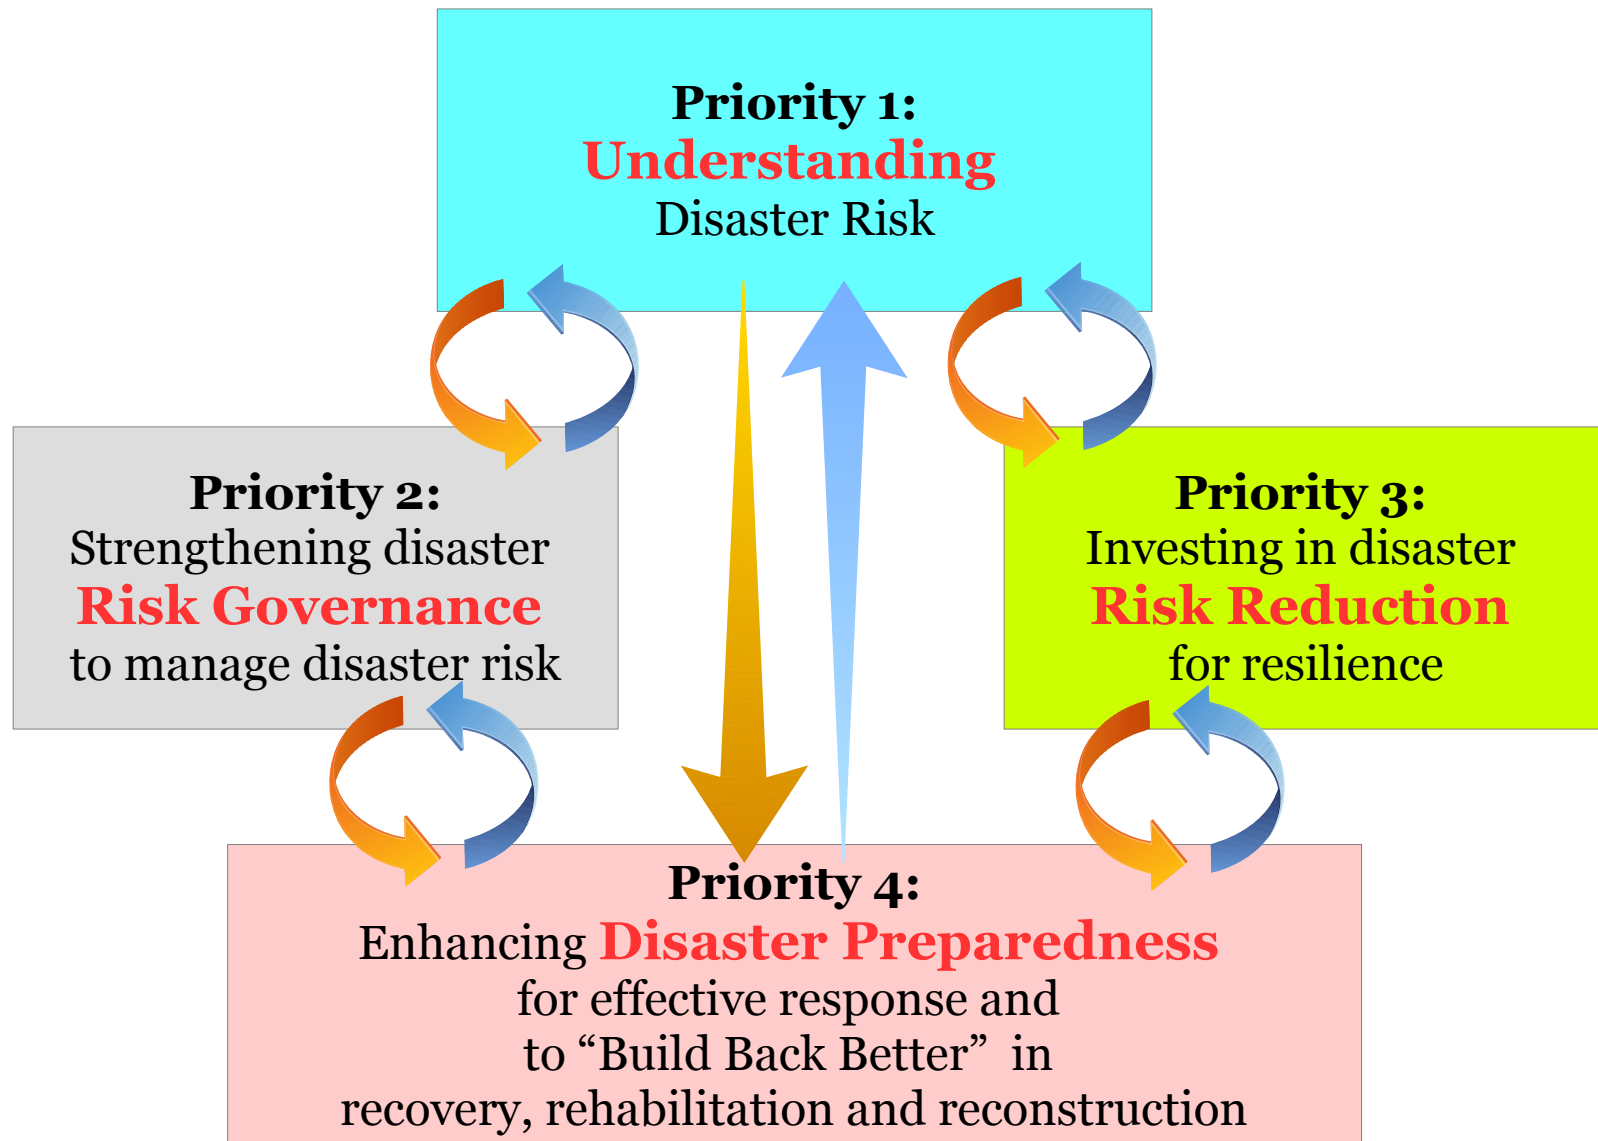 Priority 1:
Understanding
Disaster Risk
Priority 2:
Strengthening disaster
Risk Governance
to manage disaster risk
Priority 3:
Investing in disaster
Risk Reduction
for resilience
Priority 4:
Enhancing Disaster Preparedness
for effective response and
to “Build Back Better” in
recovery, rehabilitation and reconstruction